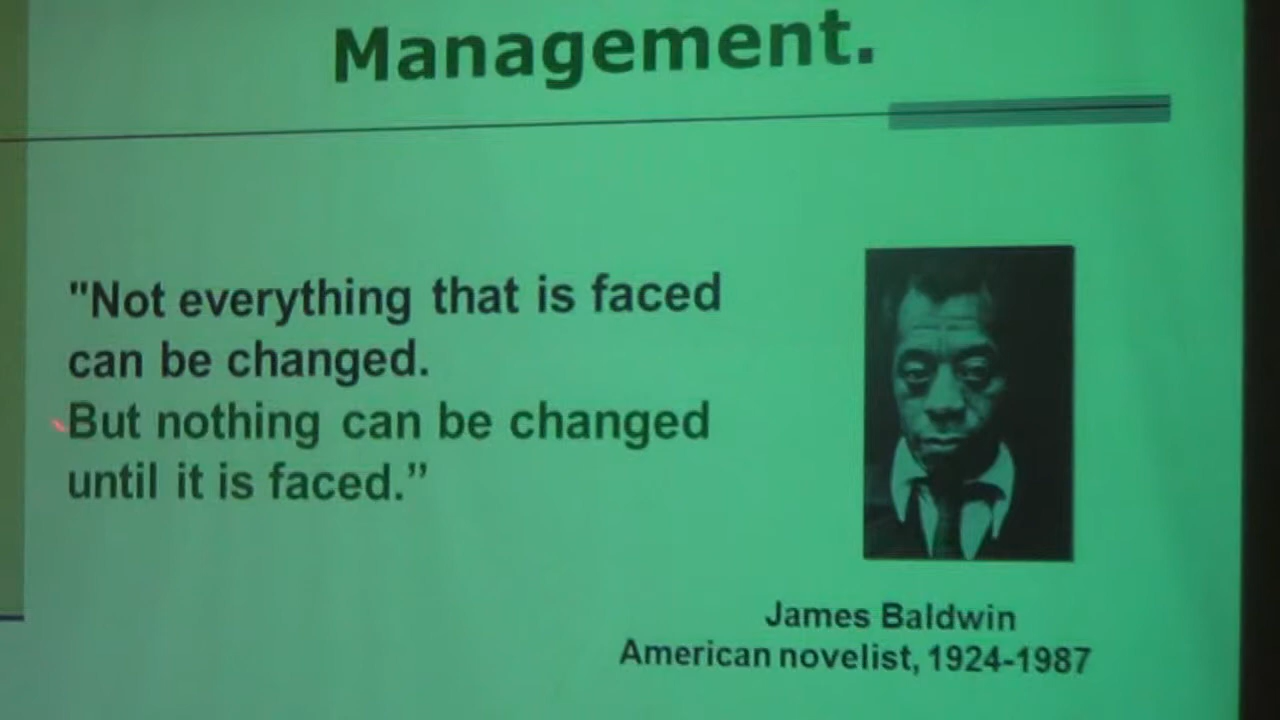 Management.
"Not everything that is faced
can be changed.
But nothing can be changed
until it is faced.”
James Baldwin
American novelist, 1924-1987